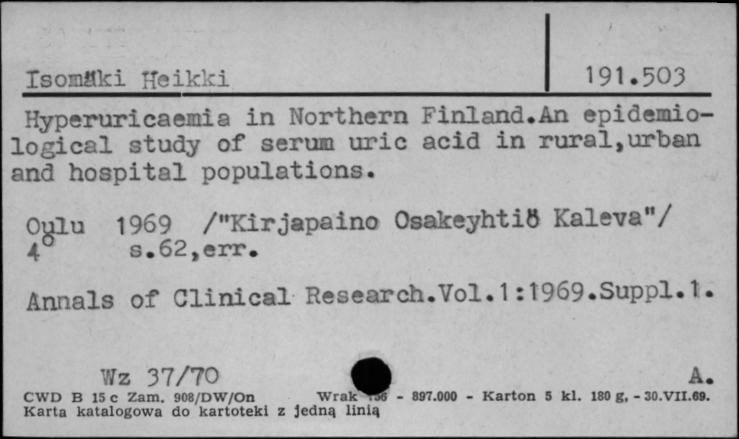 Isomäki Heikki
191.503
Hyperuricaemia in Northern Finland.An epidemio-
logical study of serum uric acid in rural,urban
and hospital populations.
Oulu 1969 /"Kirjapaino Osakeyhtiö Kaleva"/
4° s.62,err.
Annals of Clinical Research.Vol.1:1969.Suppl.1.
Wz 37/70 A.
CWD B 15 c Zam. 908/DW/On Wrak - 897.000 - Karton 5 kl. 180 g, - 30.VII.69.
Karta katalogowa do kartoteki z jedną linią